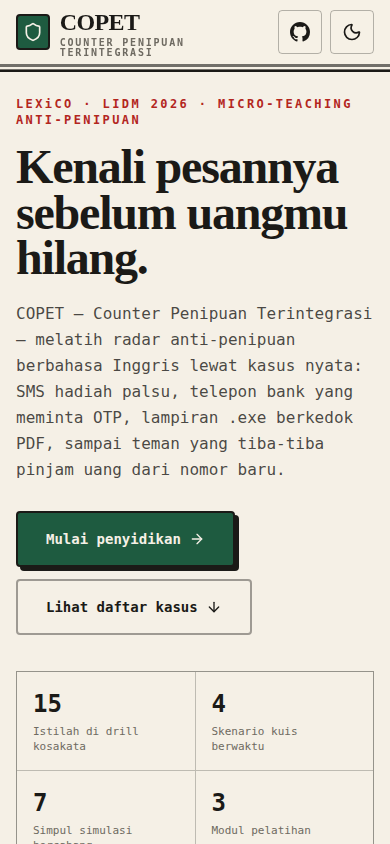 COPET
COUNTER PENIPUAN
TERINTEGRASI
LEXiCO · LIDM 2026 · MICRO-TEACHING
ANTI-PENIPUAN
Kenali pesannya
sebelum uangmu
hilang.
COPET — Counter Penipuan Terintegrasi
— melatih radar anti-penipuan
berbahasa Inggris lewat kasus nyata:
SMS hadiah palsu, telepon bank yang
meminta OTP, lampiran .exe berkedok
PDF, sampai teman yang tiba-tiba
pinjam uang dari nomor baru.
Mulai penyidikan →
Lihat daftar kasus ↓
15
Istilah di drill
kosakata
4
Skenario kuis
berwaktu
7
Simpul simulasi
3
Modul pelatihan